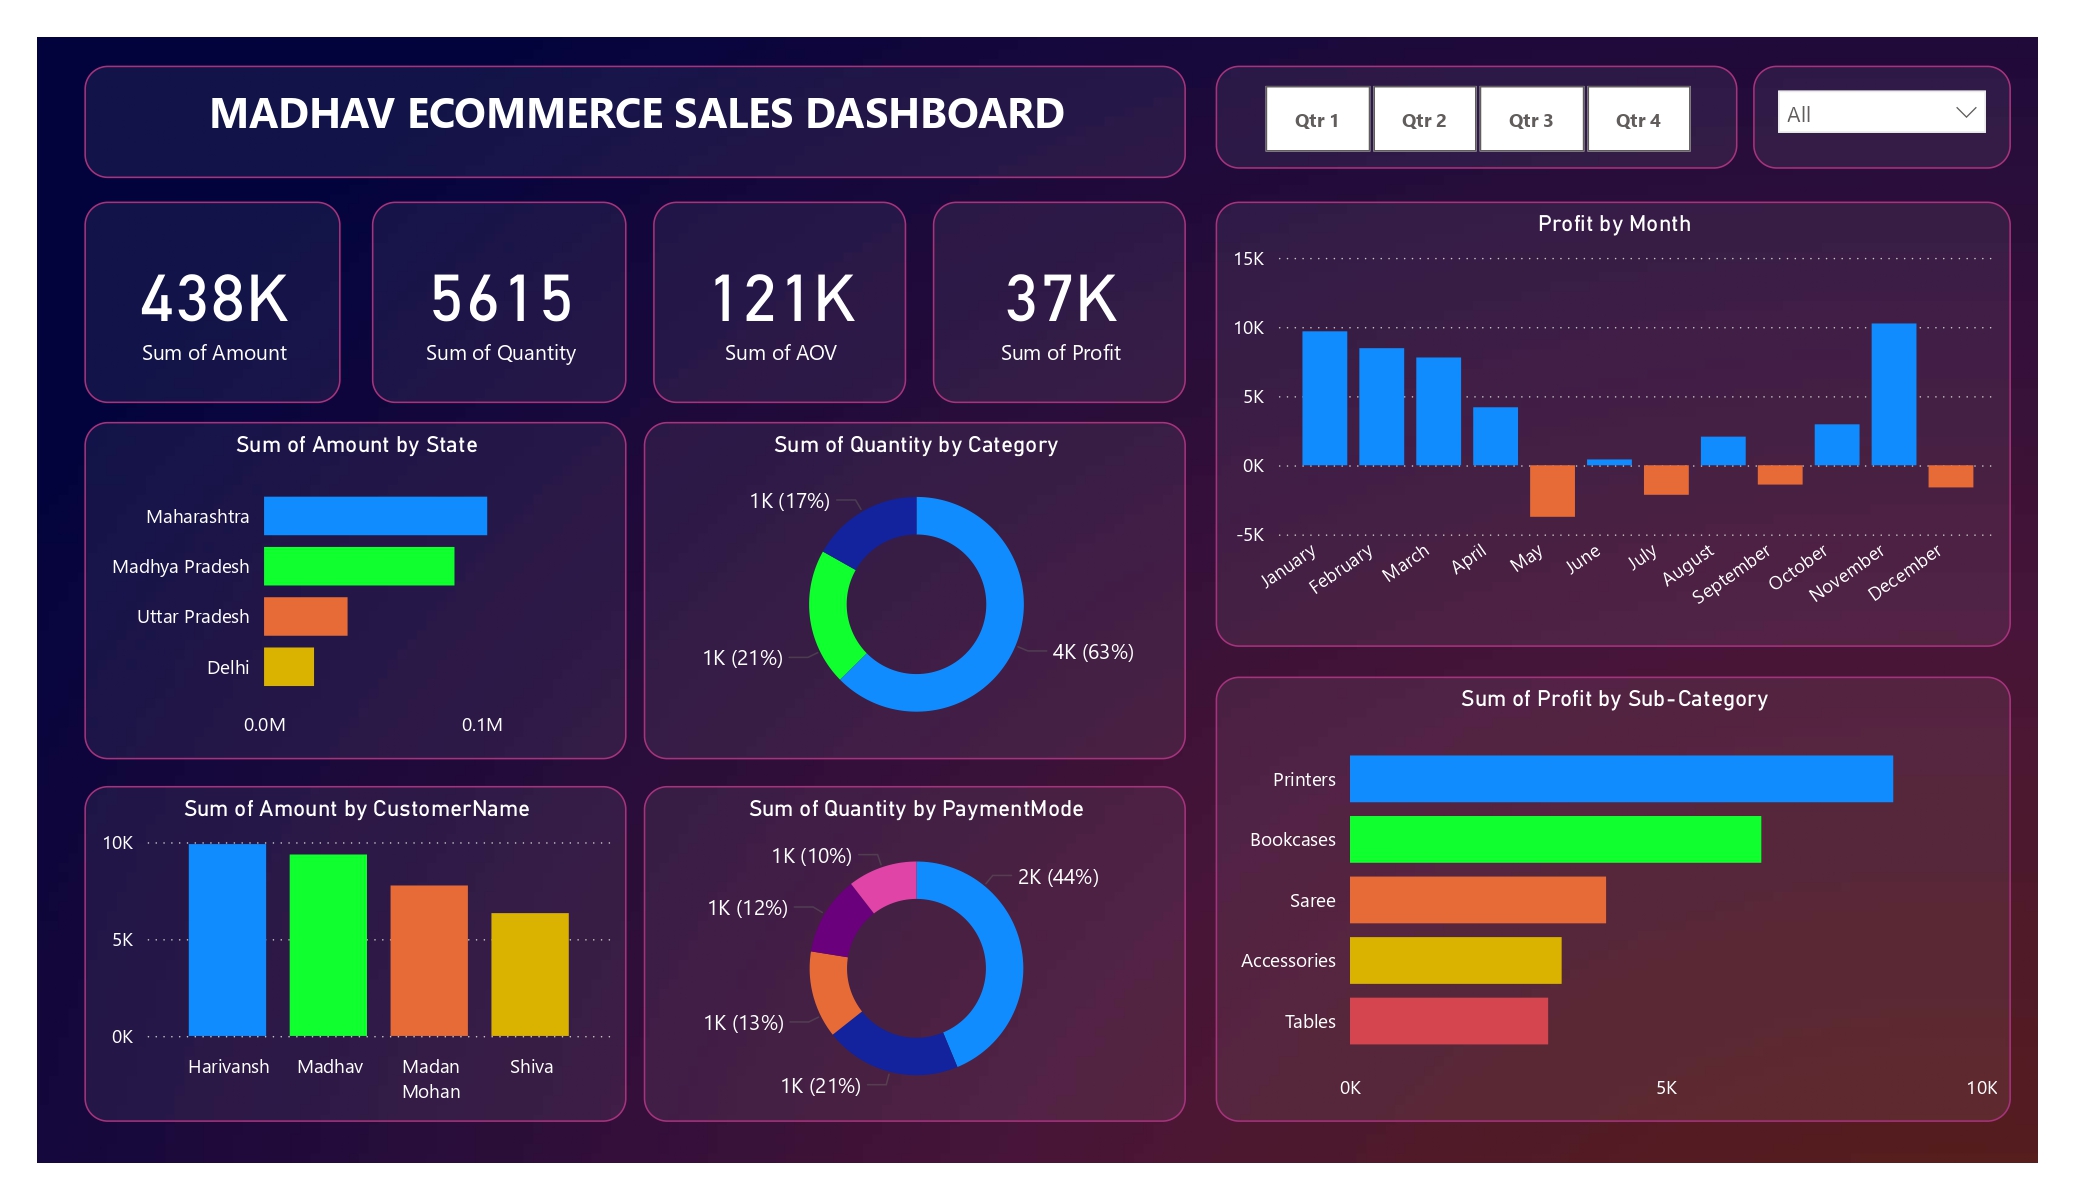 MADHAV ECOMMERCE SALES DASHBOARD
Qtr 1
Qtr 2
Qtr 3
Qtr 4
All
438K
Sum of Amount
5615
Sum of Quantity
121K
Sum of AOV
37K
Sum of Profit
Profit by Month
15K
10K
5K
0K
-5K
January
February
March
April
May
June
July
August
September
October
November
December
Sum of Amount by State
Maharashtra
Madhya Pradesh
Uttar Pradesh
Delhi
0.0M
0.1M
Sum of Quantity by Category
1K (17%)
1K (21%)
4K (63%)
Sum of Profit by Sub-Category
Printers
Bookcases
Saree
Accessories
Tables
0K
5K
10K
Sum of Amount by CustomerName
10K
5K
0K
Harivansh
Madhav
Madan
Mohan
Shiva
Sum of Quantity by PaymentMode
1K (10%)
2K (44%)
1K (12%)
1K (13%)
1K (21%)